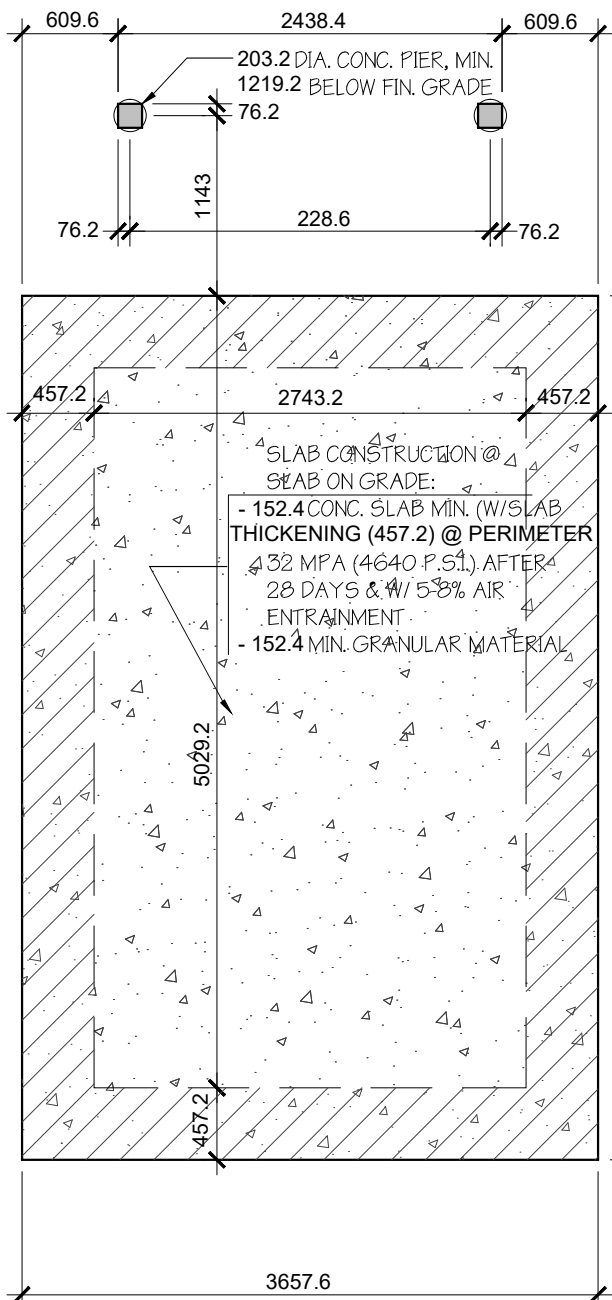 609.6 2438.4 609.6
203.2 DIA. CONC. PIER, MIN.
1219.2 BELOW FIN. GRADE
76.2
1143
76.2 228.6 76.2
457.2 2743.2 457.2
SLAB CONSTRUCTION @
SLAB ON GRADE:
- 152.4 CONC. SLAB MIN. (W/SLAB
THICKENING (457.2) @ PERIMETER
32 MPA (4640 P.S.I.) AFTER
28 DAYS & W/ 5-8% AIR
ENTRAINMENT
- 152.4 MIN. GRANULAR MATERIAL
5029.2
457.2
3657.6